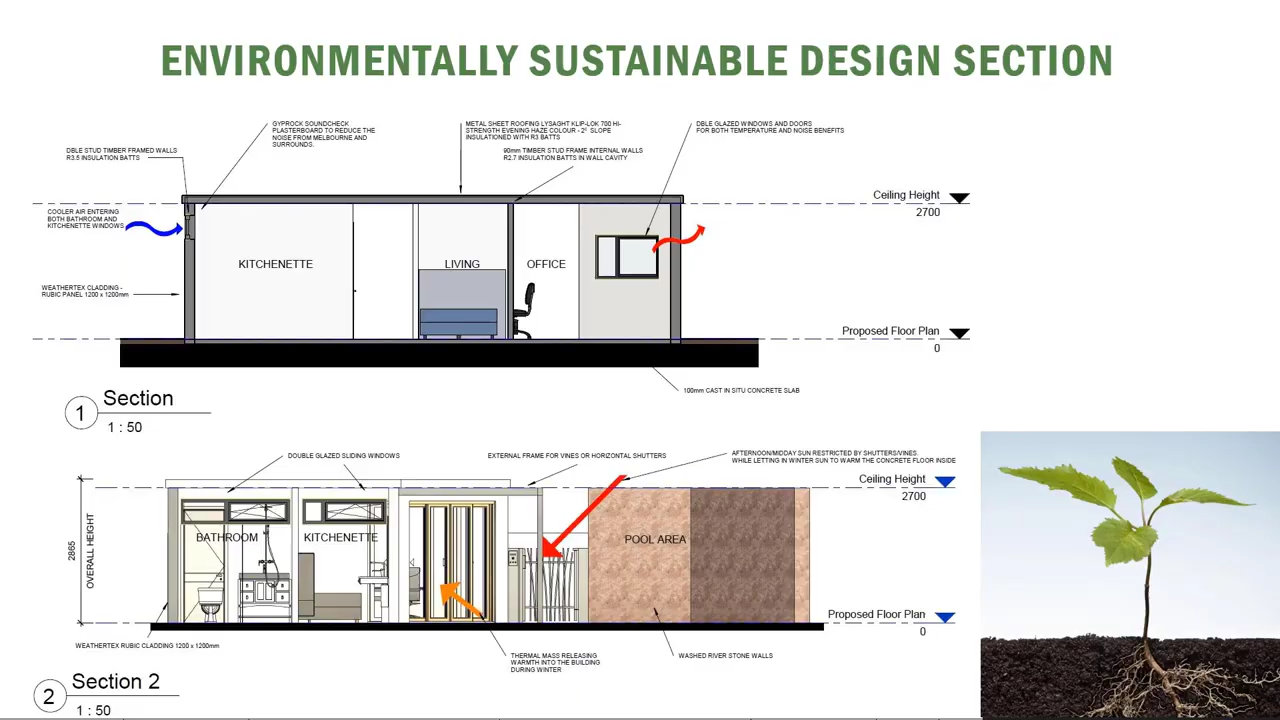 ENVIRONMENTALLY SUSTAINABLE DESIGN SECTION
GYPROCK SOUNDCHECK
PLASTERBOARD TO REDUCE THE
NOISE FROM MELBOURNE AND
SURROUNDS.
METAL SHEET ROOFING LYSAGHT KLIP-LOK 700 HI-
STRENGTH EVENING HAZE COLOUR - 2° SLOPE
INSULATIONED WITH R3 BATTS
DBLE GLAZED WINDOWS AND DOORS
FOR BOTH TEMPERATURE AND NOISE BENEFITS
DBLE STUD TIMBER FRAMED WALLS
R3.5 INSULATION BATTS
90mm TIMBER STUD FRAME INTERNAL WALLS
R2.7 INSULATION BATTS IN WALL CAVITY
Ceiling Height
2700
COOLER AIR ENTERING
BOTH BATHROOM AND
KITCHENETTE WINDOWS
KITCHENETTE
LIVING
OFFICE
WEATHERTEX CLADDING -
RUBIC PANEL 1200 x 1200mm
Proposed Floor Plan
0
100mm CAST IN SITU CONCRETE SLAB
1
Section
1 : 50
DOUBLE GLAZED SLIDING WINDOWS
EXTERNAL FRAME FOR VINES OR HORIZONTAL SHUTTERS
AFTERNOON/MIDDAY SUN RESTRICTED BY SHUTTERS/VINES.
WHILE LETTING IN WINTER SUN TO WARM THE CONCRETE FLOOR INSIDE
Ceiling Height
2700
2865
OVERALL HEIGHT
BATHROOM
KITCHENETTE
POOL AREA
Proposed Floor Plan
0
WEATHERTEX RUBIC CLADDING 1200 x 1200mm
THERMAL MASS RELEASING
WARMTH INTO THE BUILDING
DURING WINTER
WASHED RIVER STONE WALLS
2
Section 2
1 : 50